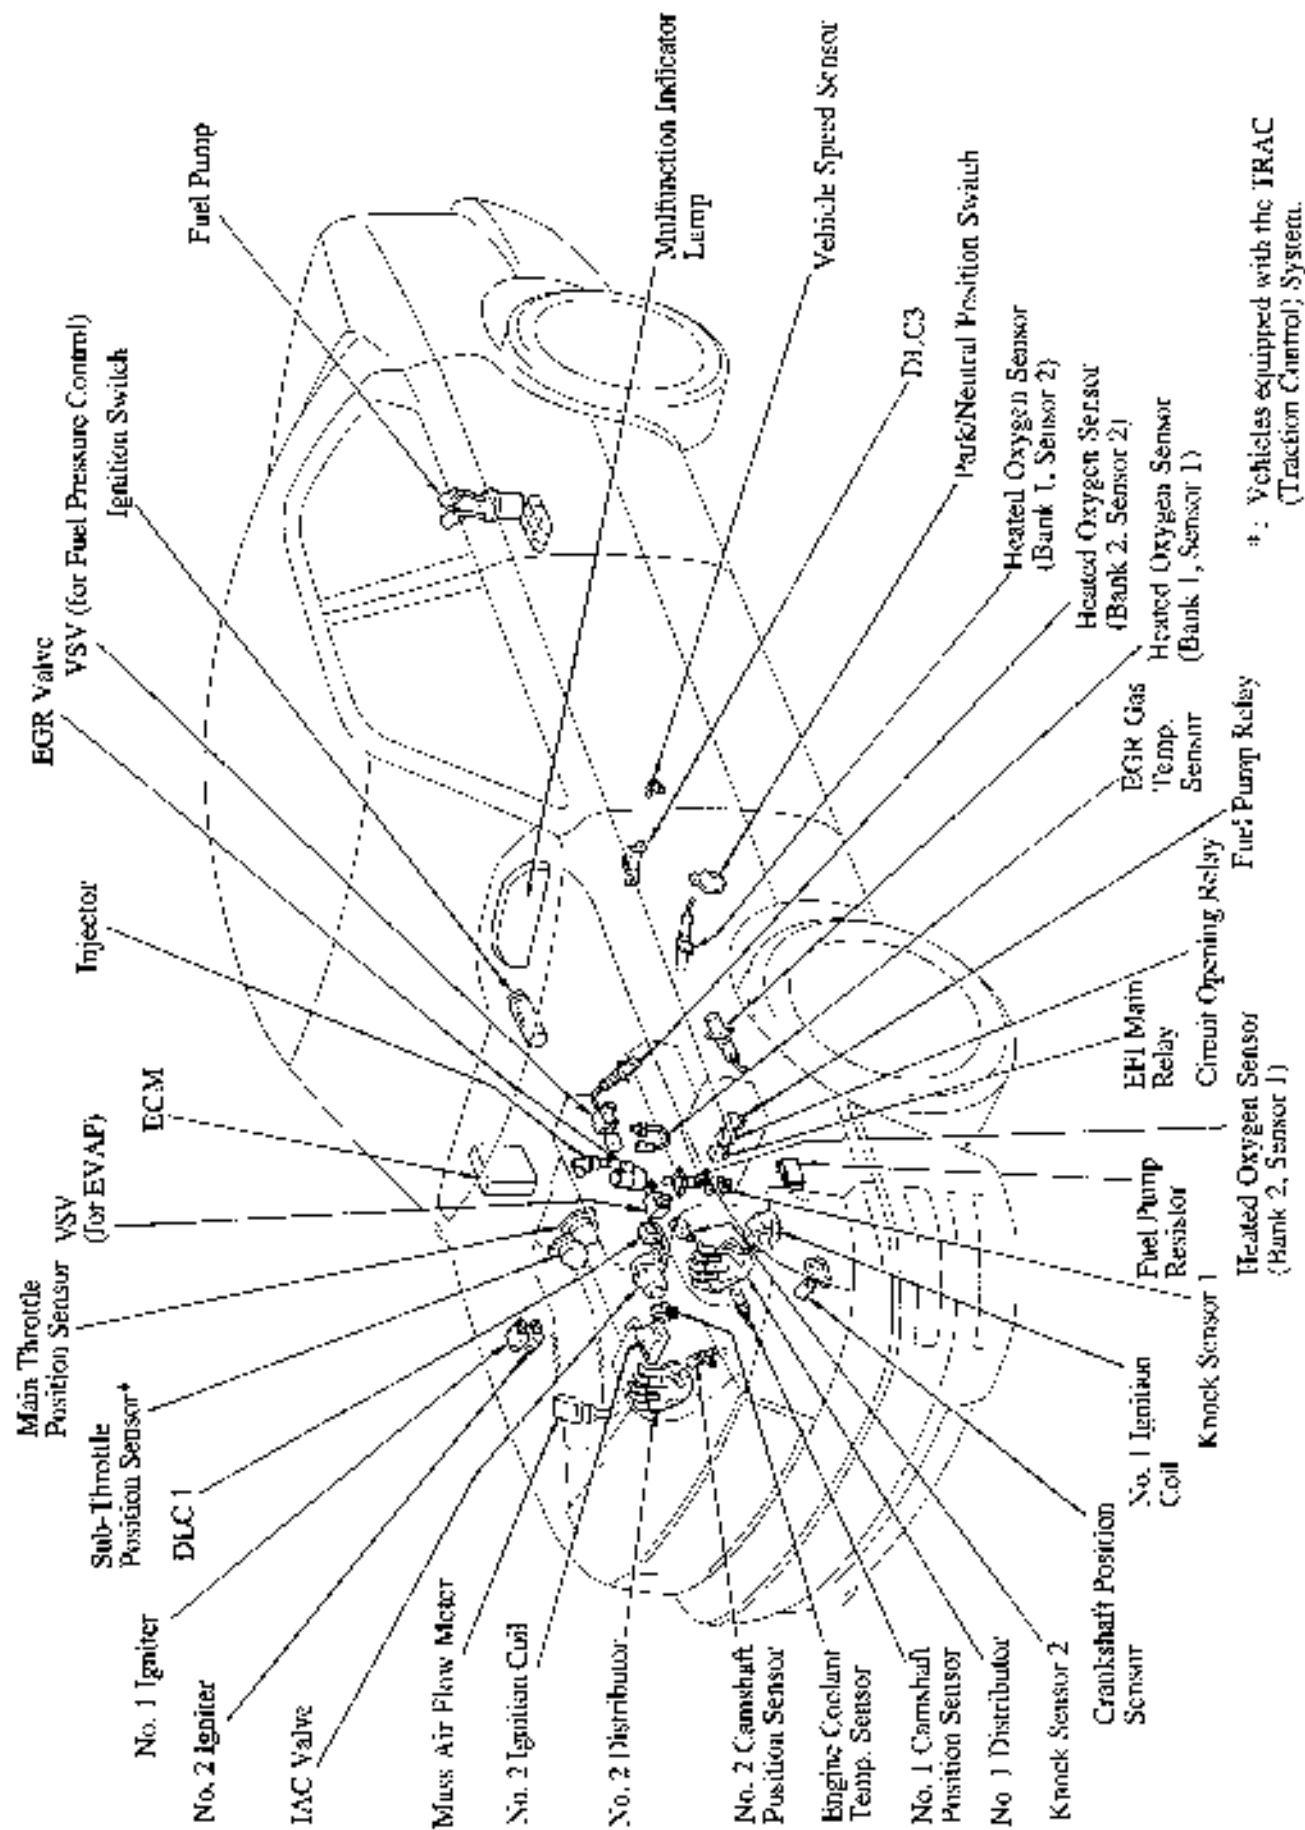 Main Throttle
Position Sensor
Sub-Throttle
Position Sensor*
DLC 1
No. 1 Igniter
No. 2 Igniter
IAC Valve
Mass Air Flow Meter
No. 2 Ignition Coil
No. 2 Distributor
No. 2 Camshaft
Position Sensor
Engine Coolant
Temp. Sensor
No. 1 Camshaft
Position Sensor
No 1 Distributor
Knock Sensor 2
Crankshaft Position
Sensor
No. 1 Ignition
Coil
Knock Sensor 1
Fuel Pump
Resistor
Heated Oxygen Sensor
(Bank 2, Sensor 1)
VSV
(for EVAP)
ECM
Injector
EGR Valve
VSV (for Fuel Pressure Control)
Ignition Switch
Fuel Pump
Multunction Indicator
Lamp
Vehicle Speed Sensor
Park/Neutral Position Switch
DLC3
Heated Oxygen Sensor
(Bank 1, Sensor 2)
Heated Oxygen Sensor
(Bank 2, Sensor 2)
Heated Oxygen Sensor
(Bank 1, Sensor 1)
EGR Gas
Temp.
Sensor
Fuel Pump Relay
Circuit Opening Relay
EFI Main
Relay
* : Vehicles equipped with the TRAC
(Traction Control) System.